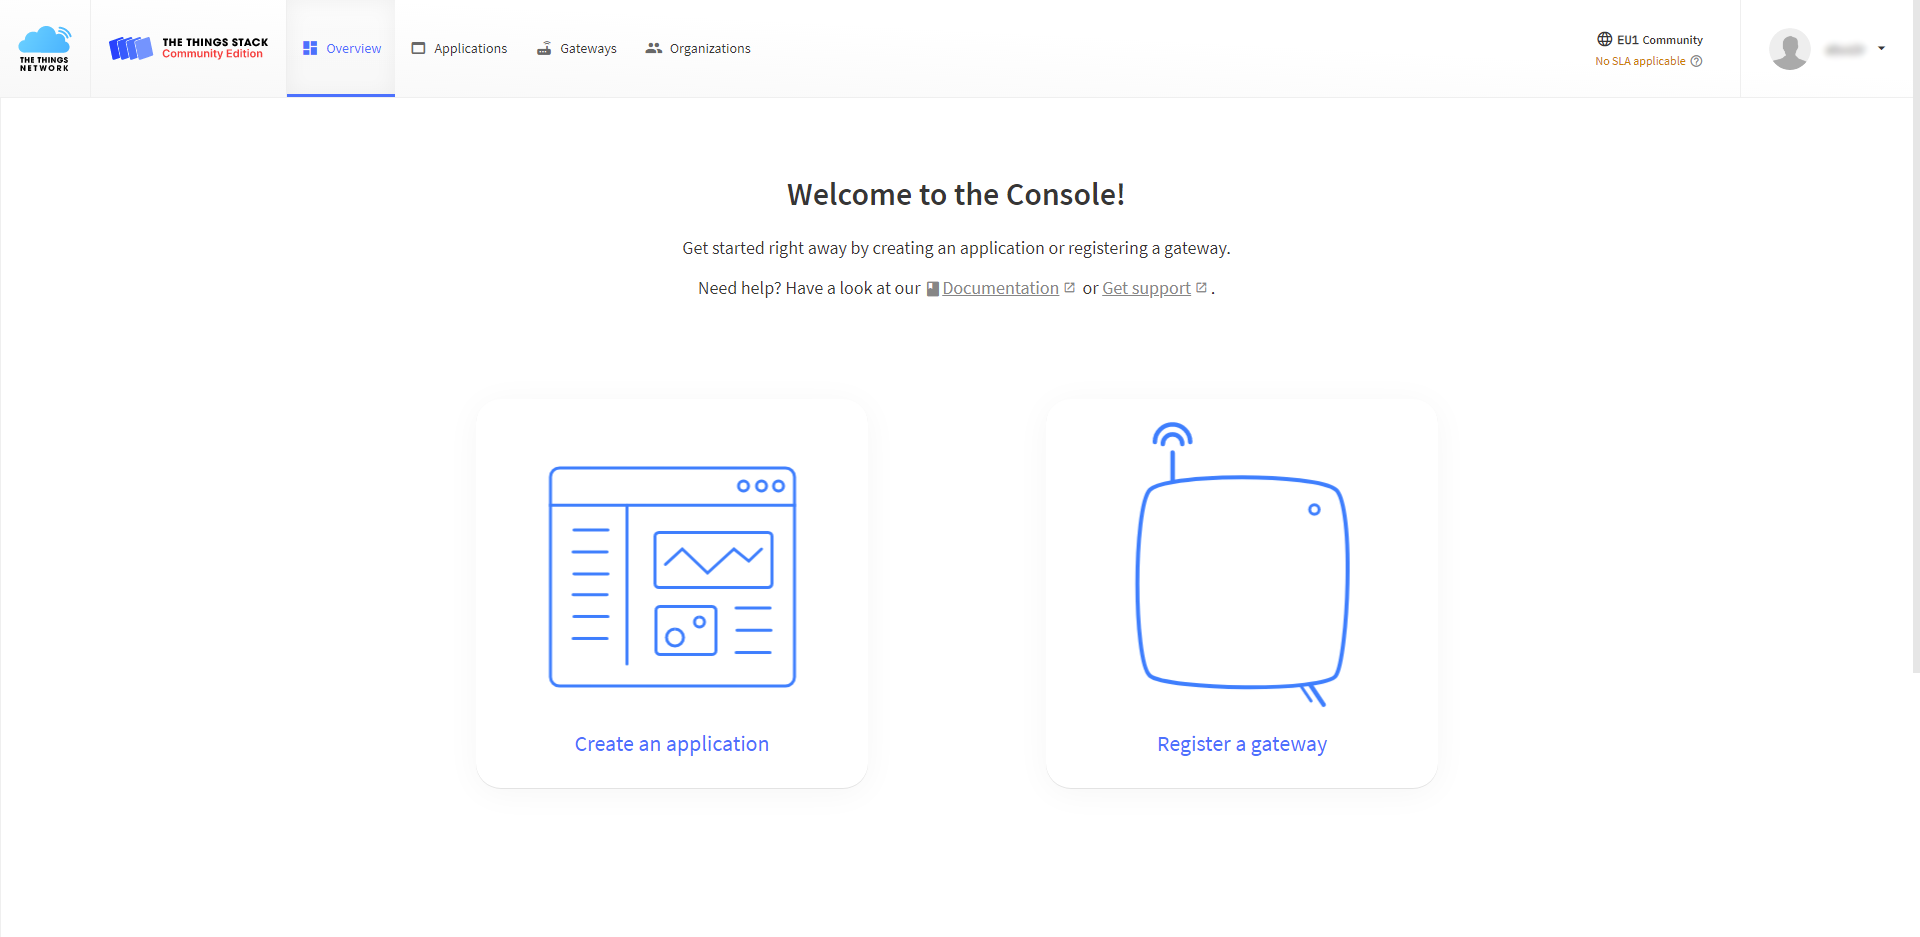 THE THINGS
NETWORK
THE THINGS STACK
Community Edition
Overview
Applications
Gateways
Organizations
EU1 Community
No SLA applicable
Welcome to the Console!
Get started right away by creating an application or registering a gateway.
Need help? Have a look at our Documentation or Get support .
Create an application
Register a gateway